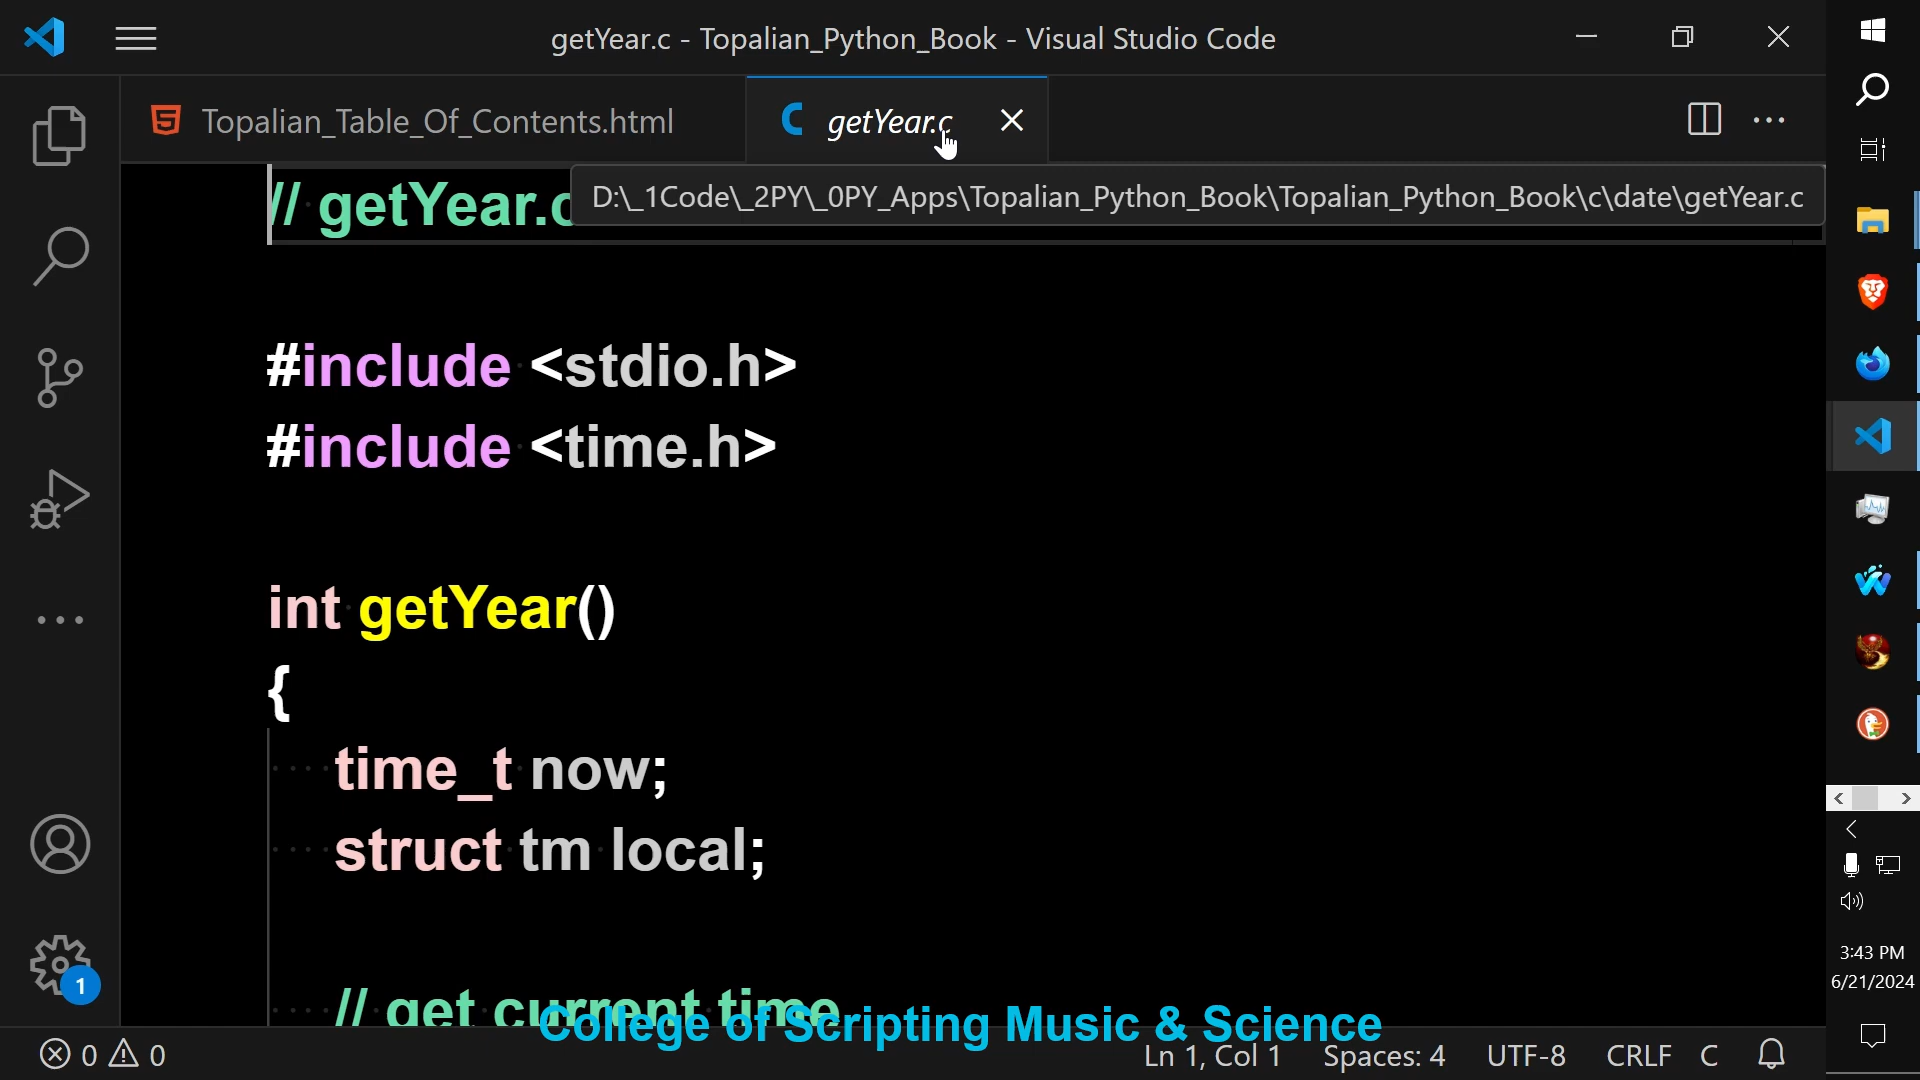 getYear.c - Topalian_Python_Book - Visual Studio Code
Topalian_Table_Of_Contents.html
getYear.c
D:\_1Code\_2PY\_0PY_Apps\Topalian_Python_Book\Topalian_Python_Book\c\date\getYear.c
// getYear.c
#include <stdio.h>
#include <time.h>
int getYear()
{
time_t now;
struct tm local;
// get current time
College of Scripting Music & Science
1
0 0
Ln 1, Col 1 Spaces: 4 UTF-8 CRLF C
3:43 PM
6/21/2024